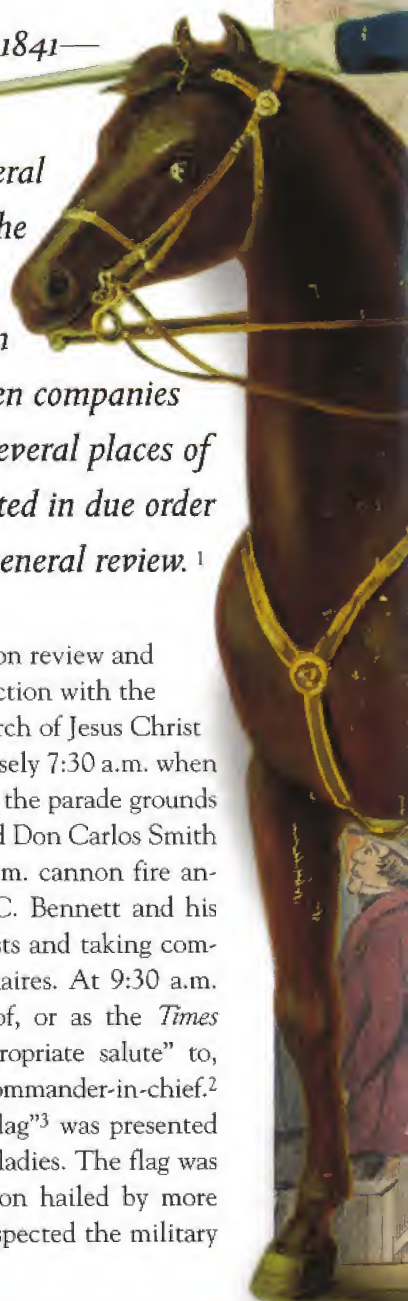 1841—
eral
he
n
en companies
everal places of
ted in due order
eneral review. 1
on review and
ction with the
rch of Jesus Christ
sely 7:30 a.m. when
the parade grounds
d Don Carlos Smith
.m. cannon fire an-
C. Bennett and his
sts and taking com-
aires. At 9:30 a.m.
of, or as the Times
ropriate salute” to,
ommander-in-chief.2
lag”3 was presented
ladies. The flag was
on hailed by more
spected the military